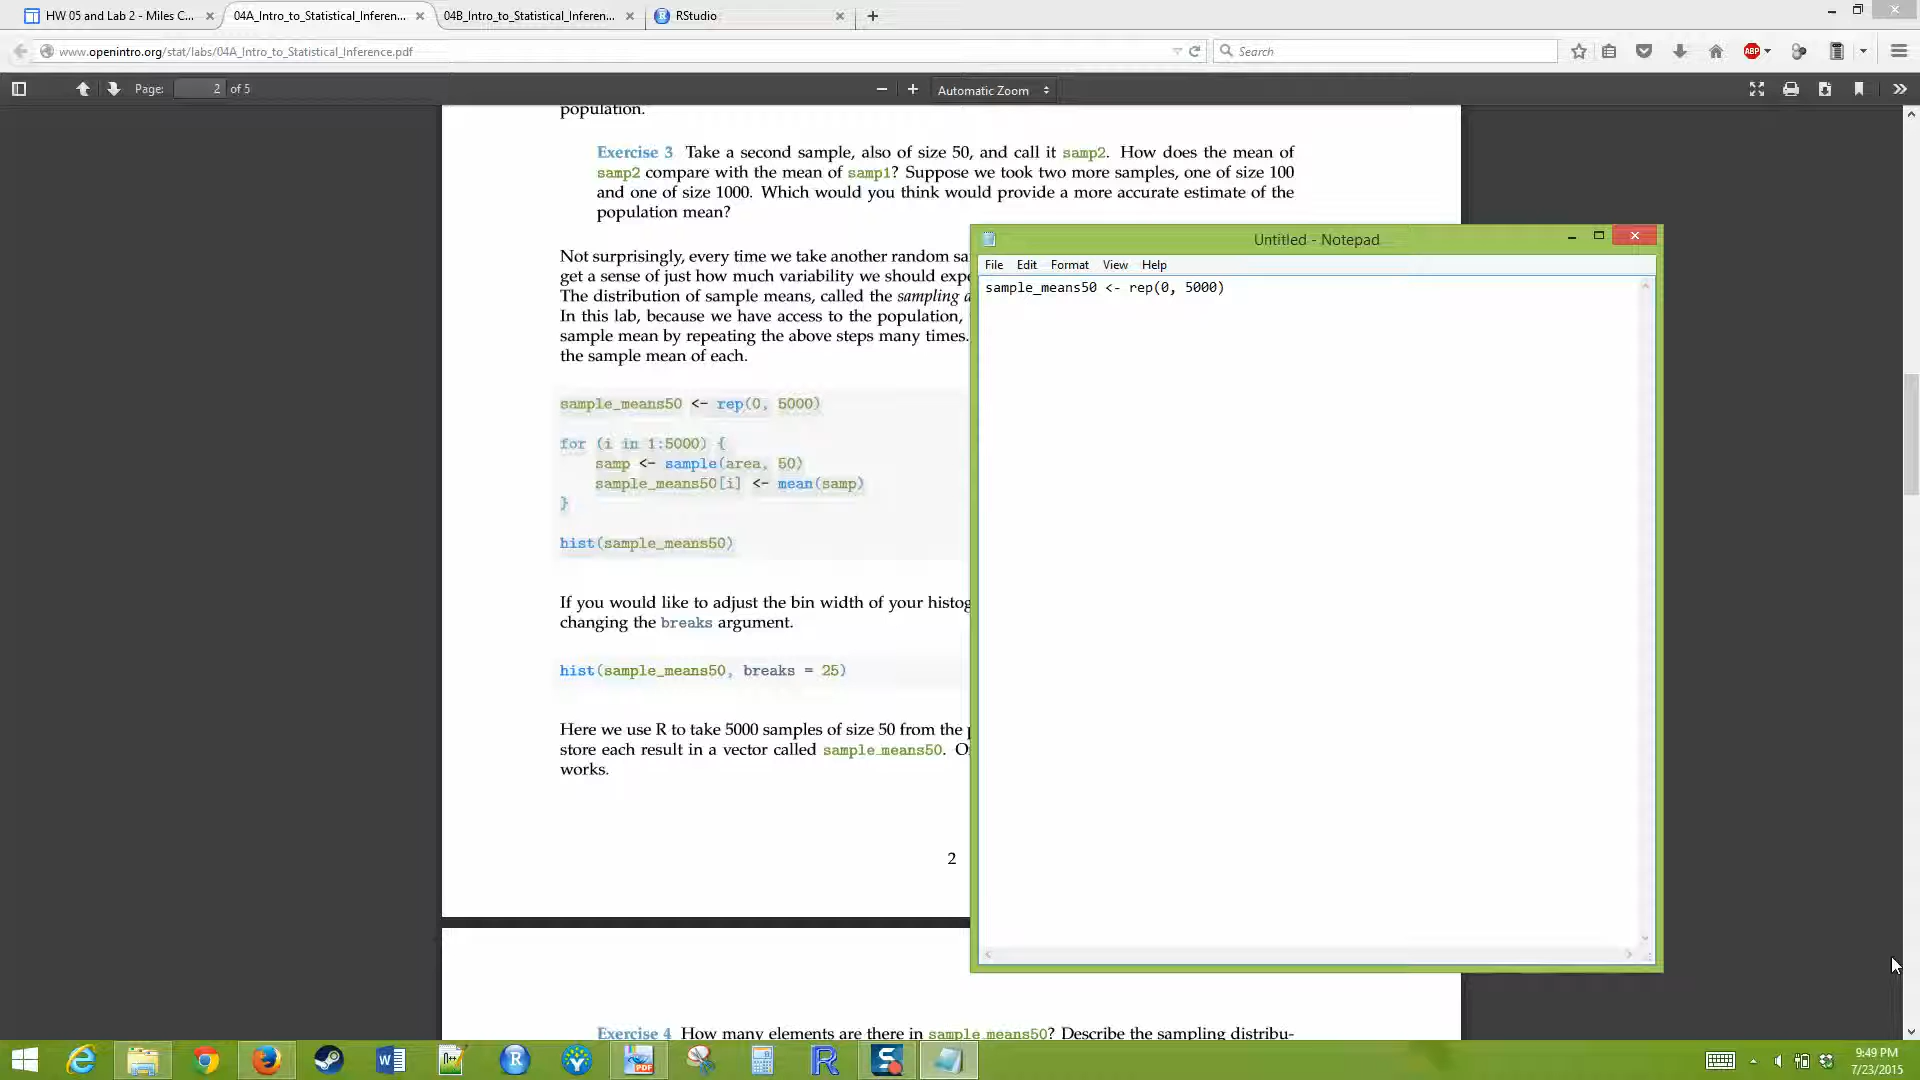 HW 05 and Lab 2 - Miles C...
04A_Intro_to_Statistical_Inferen...
04B_Intro_to_Statistical_Inferen...
RStudio
www.openintro.org/stat/labs/04A_Intro_to_Statistical_Inference.pdf
Search
ABP
Page: 2 of 5
Automatic Zoom
population.
Exercise 3 Take a second sample, also of size 50, and call it samp2. How does the mean of
samp2 compare with the mean of samp1? Suppose we took two more samples, one of size 100
and one of size 1000. Which would you think would provide a more accurate estimate of the
population mean?
Not surprisingly, every time we take another random sa
get a sense of just how much variability we should expe
The distribution of sample means, called the sampling d
In this lab, because we have access to the population,
sample mean by repeating the above steps many times.
the sample mean of each.
sample_means50 <- rep(0, 5000)
for (i in 1:5000) {
samp <- sample(area, 50)
sample_means50[i] <- mean(samp)
}
hist(sample_means50)
If you would like to adjust the bin width of your histog
changing the breaks argument.
hist(sample_means50, breaks = 25)
Here we use R to take 5000 samples of size 50 from the p
store each result in a vector called sample_means50. O
works.
2
Exercise 4 How many elements are there in sample_means50? Describe the sampling distribu-
Untitled - Notepad
File Edit Format View Help
sample_means50 <- rep(0, 5000)
9:49 PM
7/23/2015